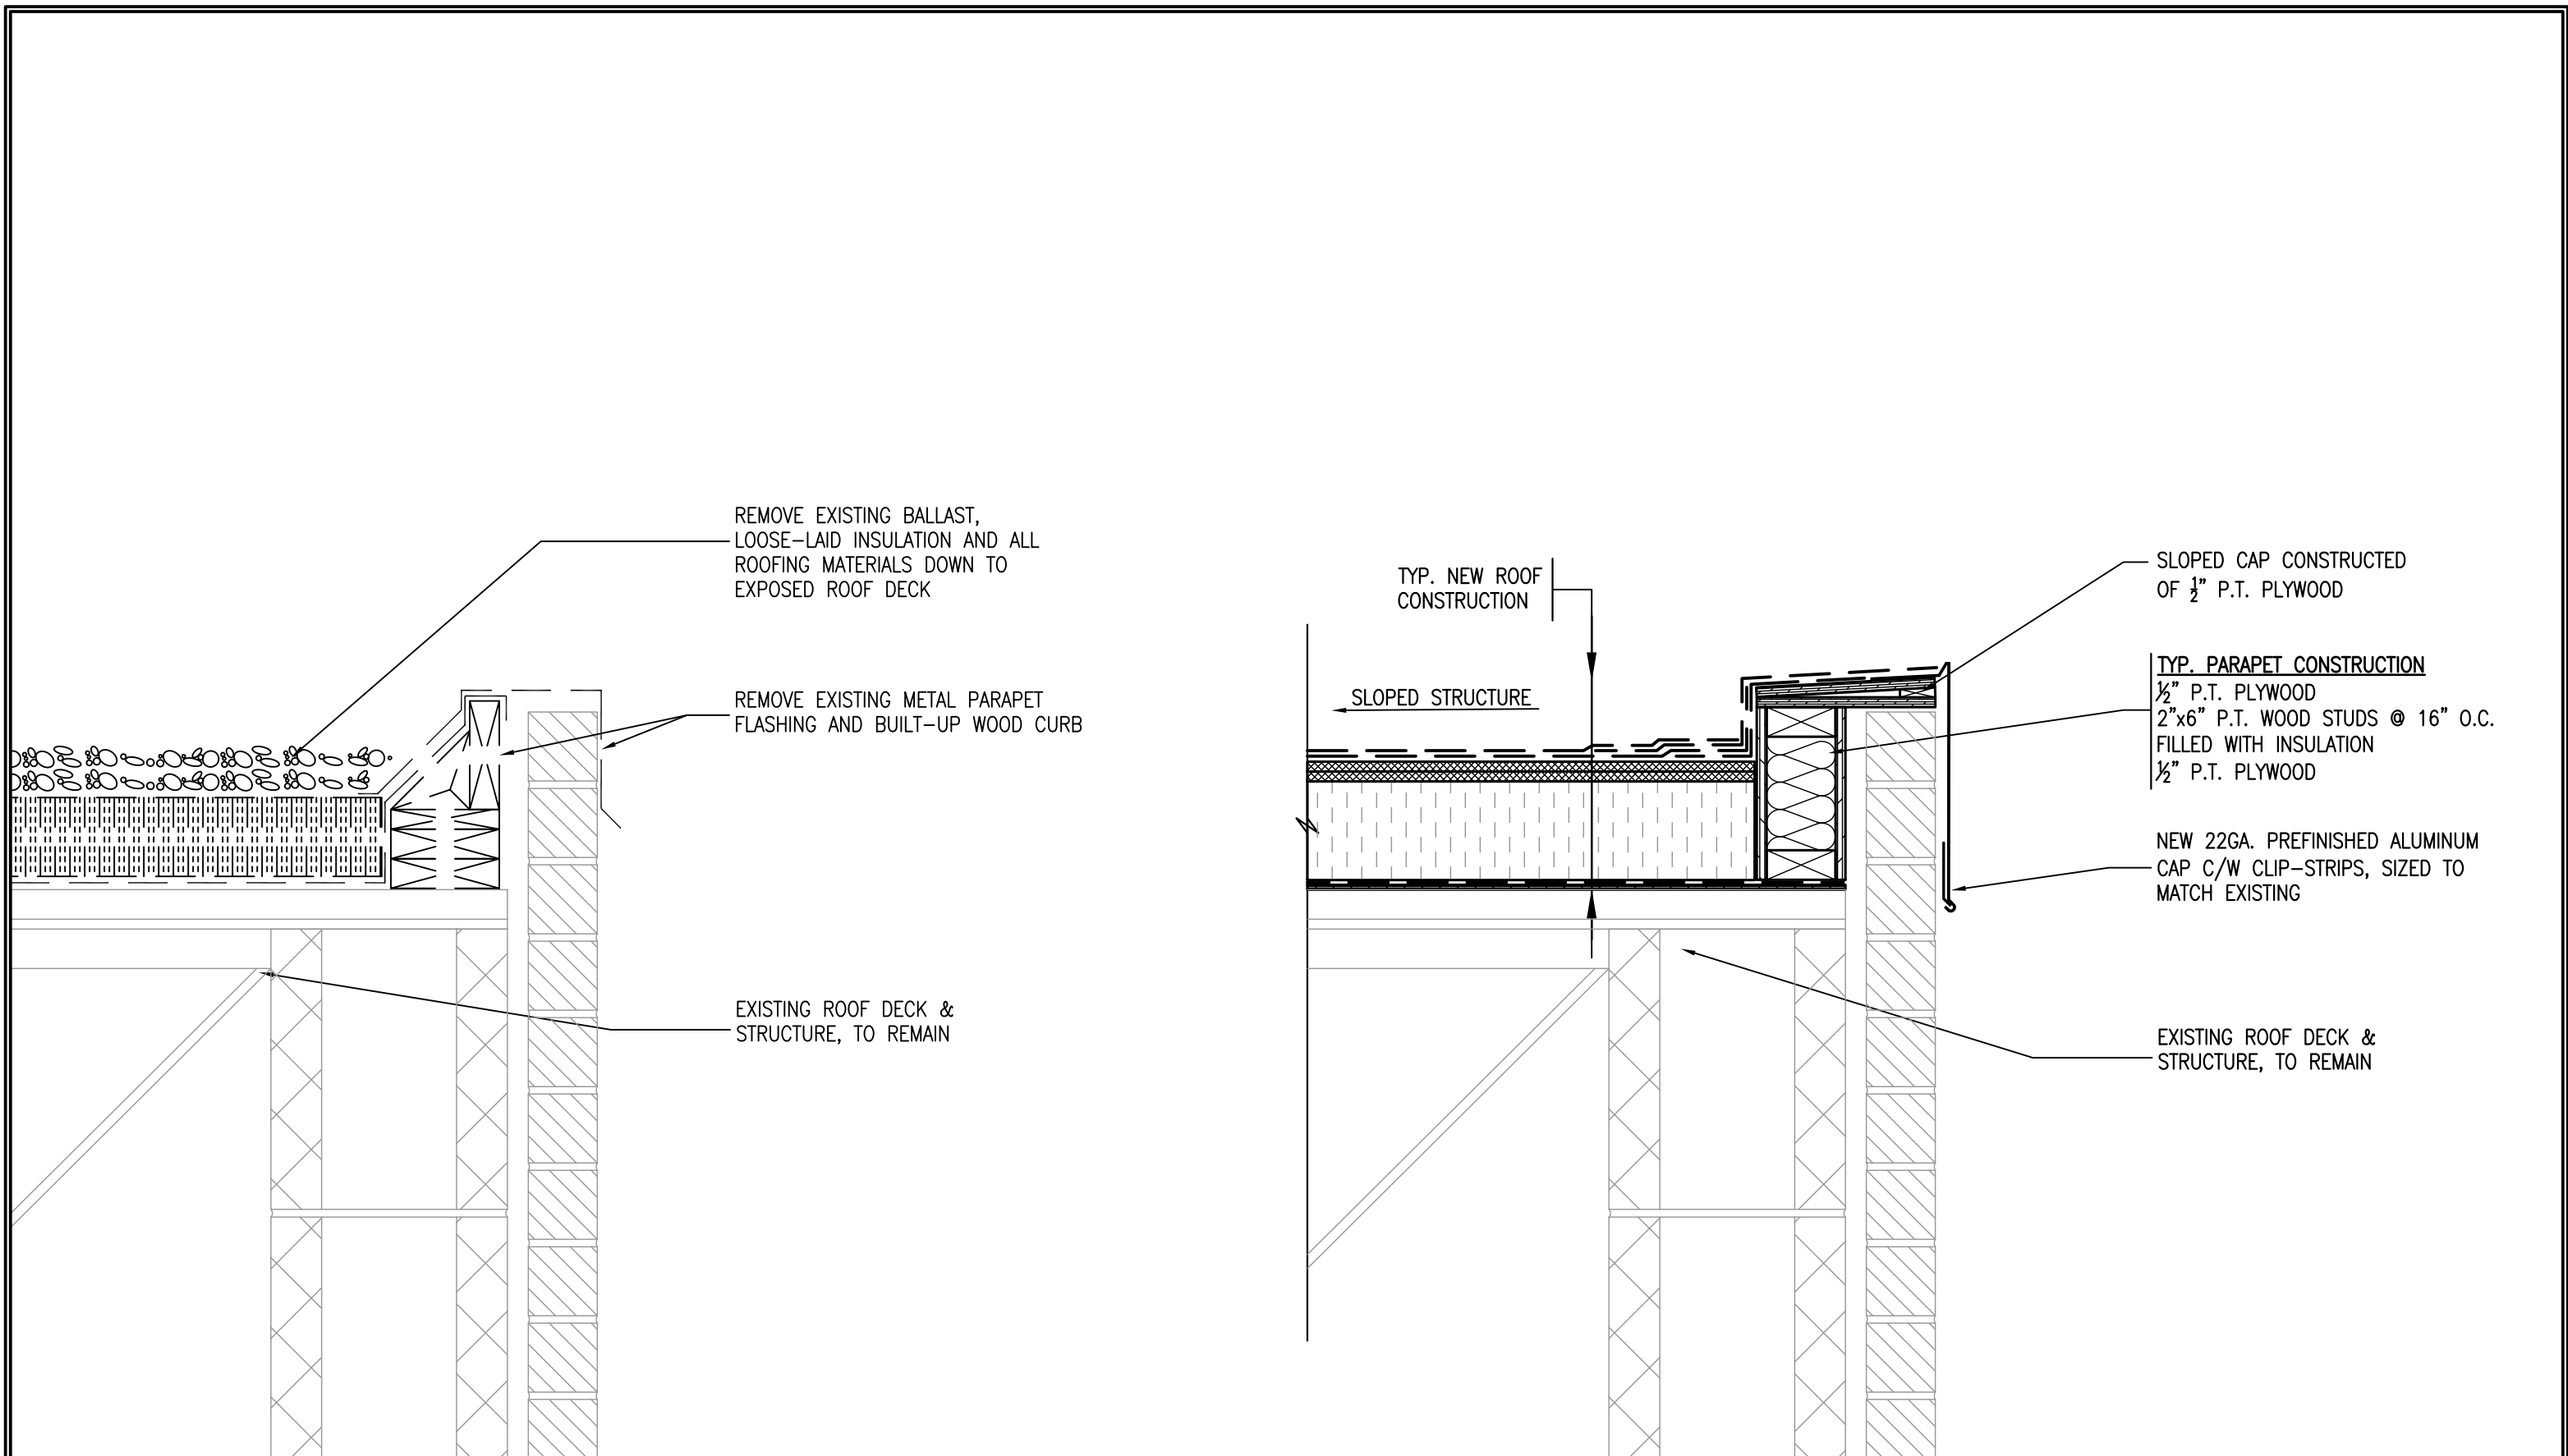 REMOVE EXISTING BALLAST,
LOOSE-LAID INSULATION AND ALL
ROOFING MATERIALS DOWN TO
EXPOSED ROOF DECK
REMOVE EXISTING METAL PARAPET
FLASHING AND BUILT-UP WOOD CURB
EXISTING ROOF DECK &
STRUCTURE, TO REMAIN
TYP. NEW ROOF
CONSTRUCTION
SLOPED STRUCTURE
SLOPED CAP CONSTRUCTED
OF ½" P.T. PLYWOOD
TYP. PARAPET CONSTRUCTION
½" P.T. PLYWOOD
2"x6" P.T. WOOD STUDS @ 16" O.C.
FILLED WITH INSULATION
½" P.T. PLYWOOD
NEW 22GA. PREFINISHED ALUMINUM
CAP C/W CLIP-STRIPS, SIZED TO
MATCH EXISTING
EXISTING ROOF DECK &
STRUCTURE, TO REMAIN